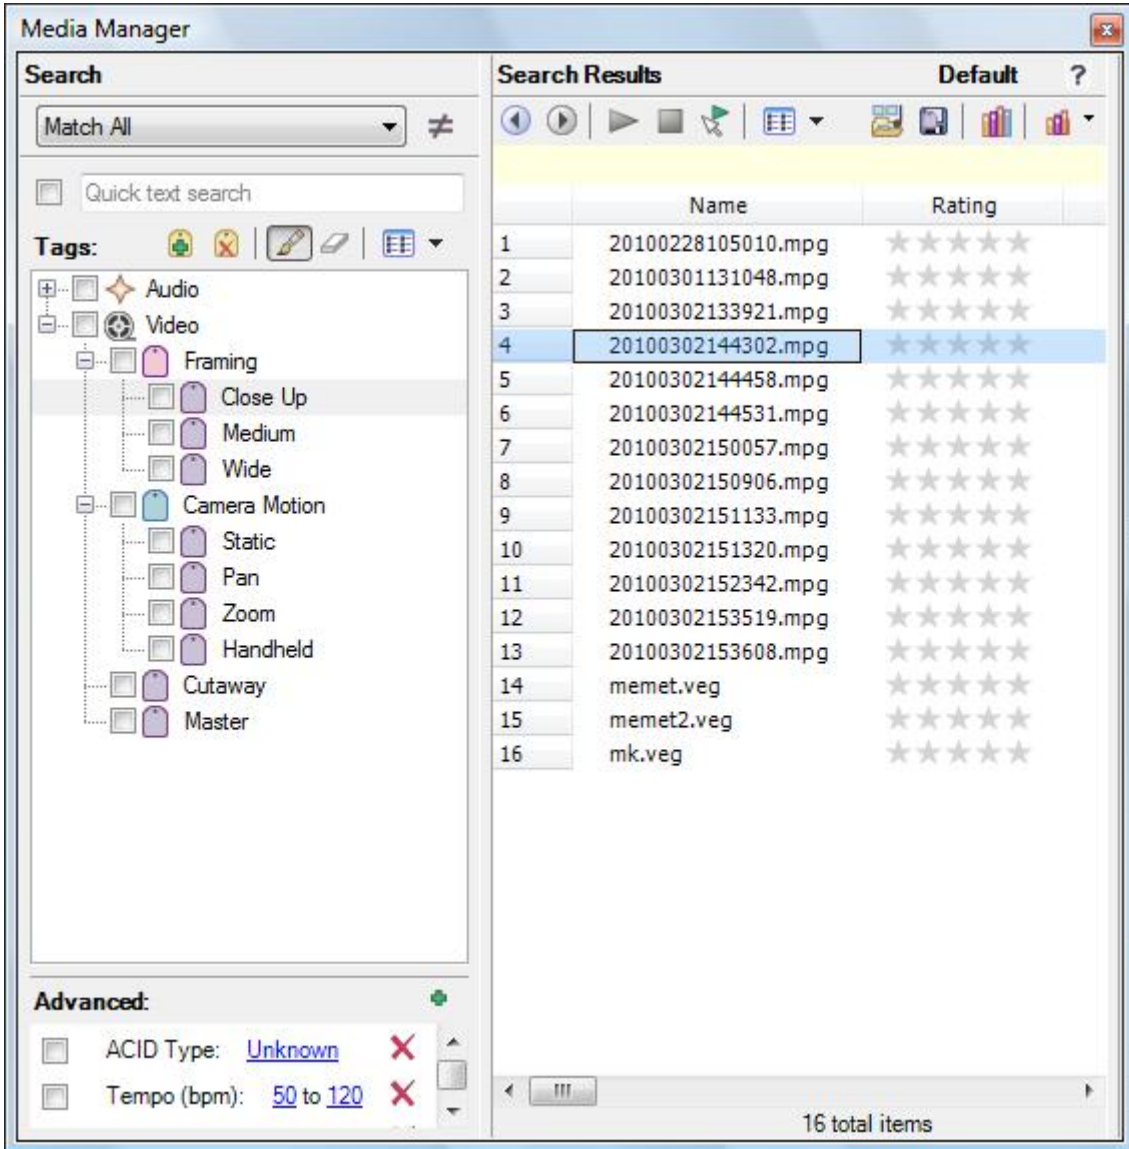 Media Manager
Search
Match All
≠
Quick text search
Tags:
Audio
Video
Framing
Close Up
Medium
Wide
Camera Motion
Static
Pan
Zoom
Handheld
Cutaway
Master
Advanced:
ACID Type: Unknown
Tempo (bpm): 50 to 120
Search Results Default ?
Name Rating
1 20100228105010.mpg
2 20100301131048.mpg
3 20100302133921.mpg
4 20100302144302.mpg
5 20100302144458.mpg
6 20100302144531.mpg
7 20100302150057.mpg
8 20100302150906.mpg
9 20100302151133.mpg
10 20100302151320.mpg
11 20100302152342.mpg
12 20100302153519.mpg
13 20100302153608.mpg
14 memet.veg
15 memet2.veg
16 mk.veg
16 total items